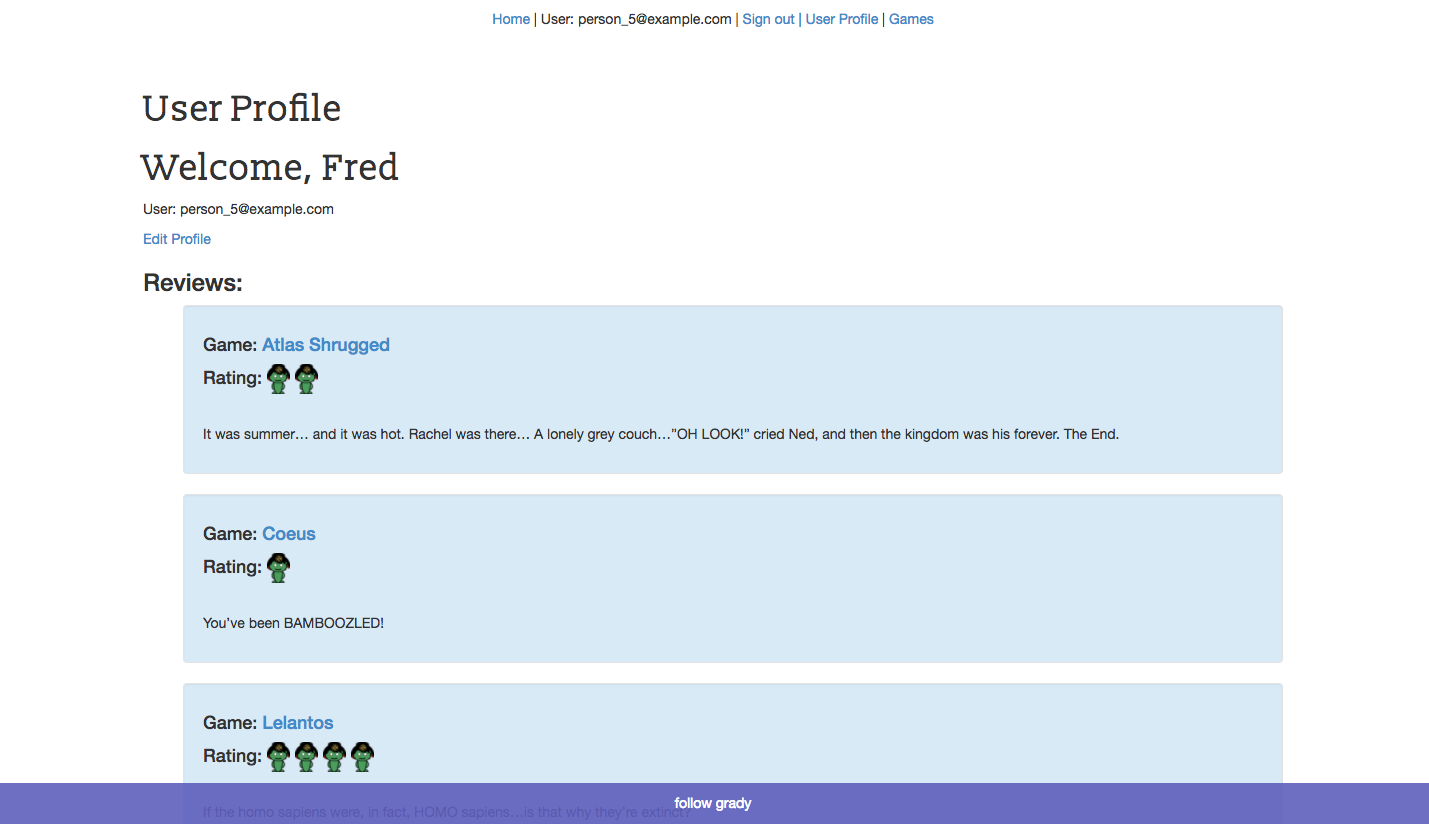 Home | User: person_5@example.com | Sign out | User Profile | Games
User Profile
Welcome, Fred
User: person_5@example.com
Edit Profile
Reviews:
Game: Atlas Shrugged
Rating:
It was summer… and it was hot. Rachel was there… A lonely grey couch…”OH LOOK!” cried Ned, and then the kingdom was his forever. The End.
Game: Coeus
Rating:
You’ve been BAMBOOZLED!
Game: Lelantos
Rating:
If the homo sapiens were, in fact, HOMO sapiens…is that why they’re extinct?
follow grady